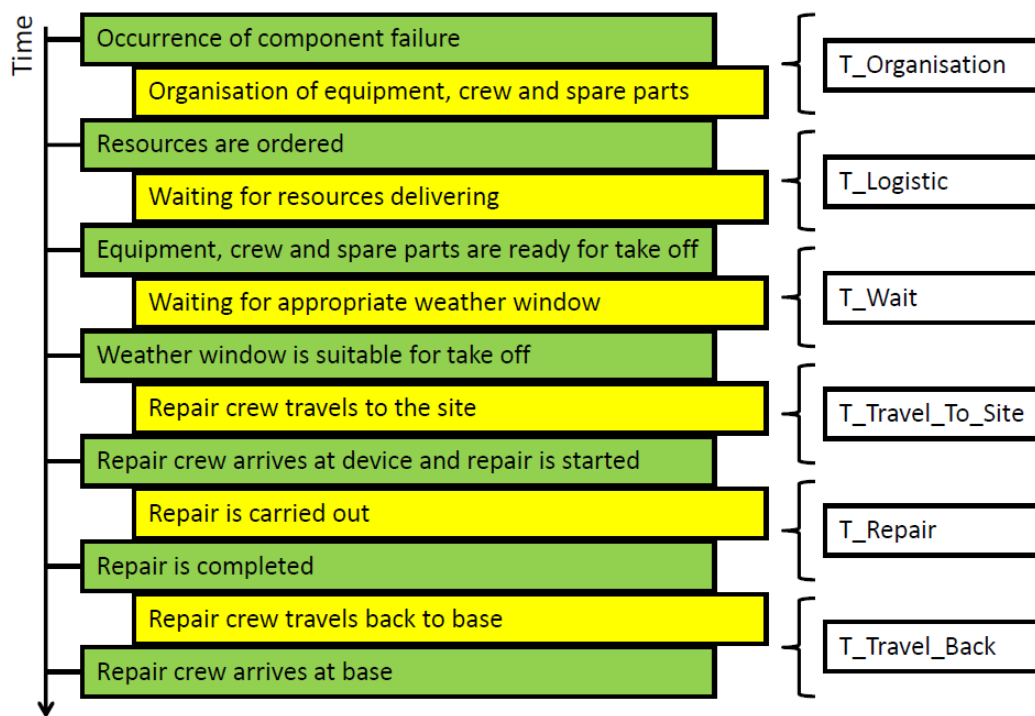 Time
Occurrence of component failure
Organisation of equipment, crew and spare parts
T_Organisation
Resources are ordered
Waiting for resources delivering
T_Logistic
Equipment, crew and spare parts are ready for take off
Waiting for appropriate weather window
T_Wait
Weather window is suitable for take off
Repair crew travels to the site
T_Travel_To_Site
Repair crew arrives at device and repair is started
Repair is carried out
T_Repair
Repair is completed
Repair crew travels back to base
T_Travel_Back
Repair crew arrives at base